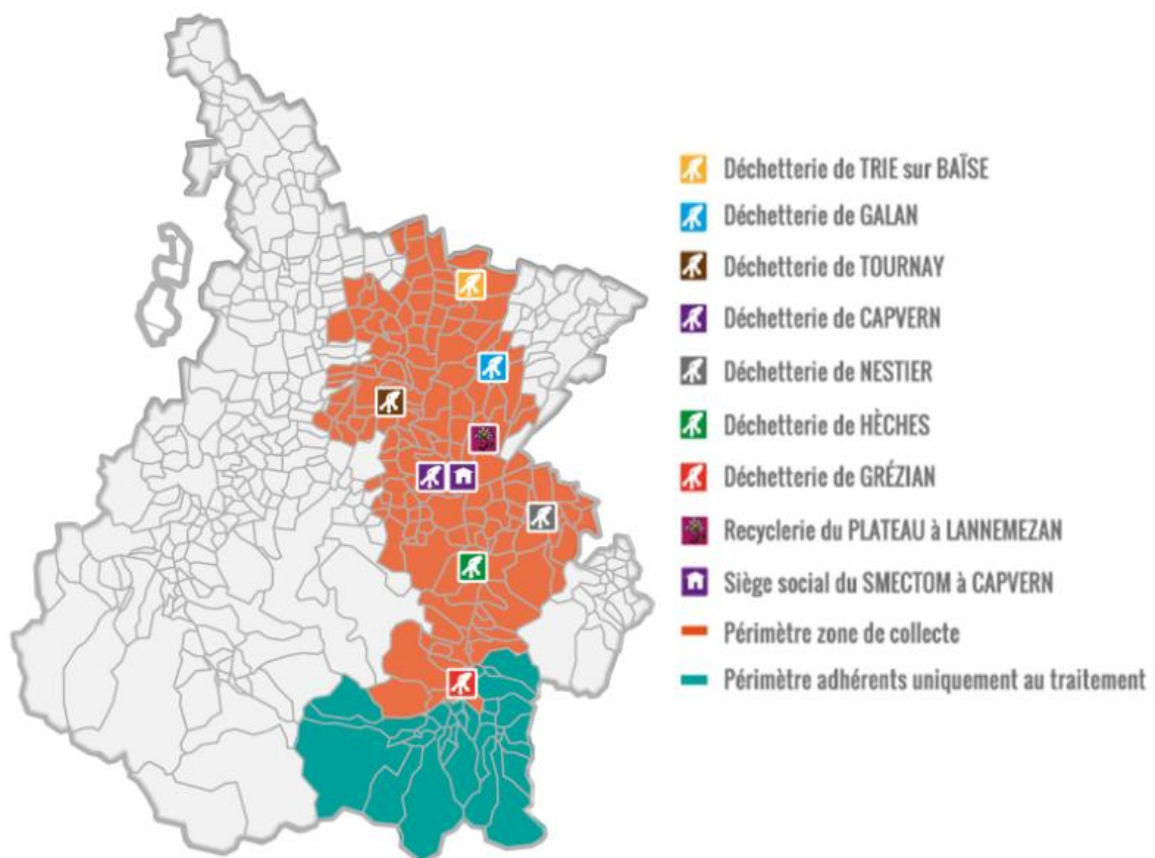 Déchetterie de TRIE sur BAÏSE
Déchetterie de GALAN
Déchetterie de TOURNAY
Déchetterie de CAPVERN
Déchetterie de NESTIER
Déchetterie de HÈCHES
Déchetterie de GRÉZIAN
Recyclerie du PLATEAU à LANNEMEZAN
Siège social du SMECTOM à CAPVERN
Périmètre zone de collecte
Périmètre adhérents uniquement au traitement